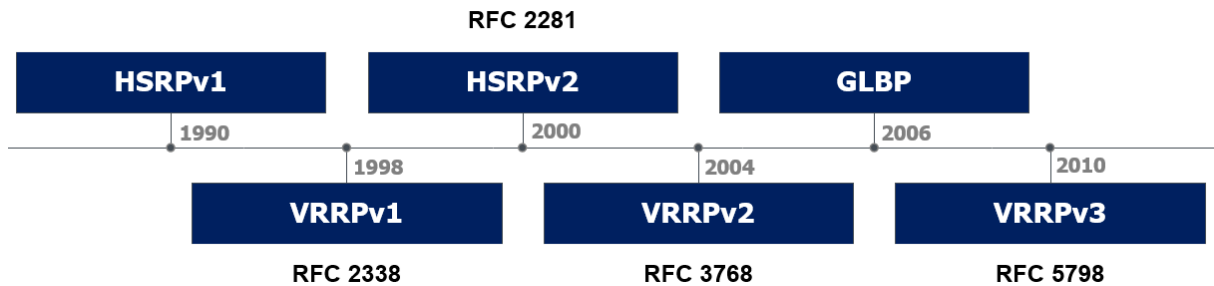 RFC 2281
HSRPv1 HSRPv2 GLBP
1990 2000 2006
1998 2004 2010
VRRPv1 VRRPv2 VRRPv3
RFC 2338 RFC 3768 RFC 5798